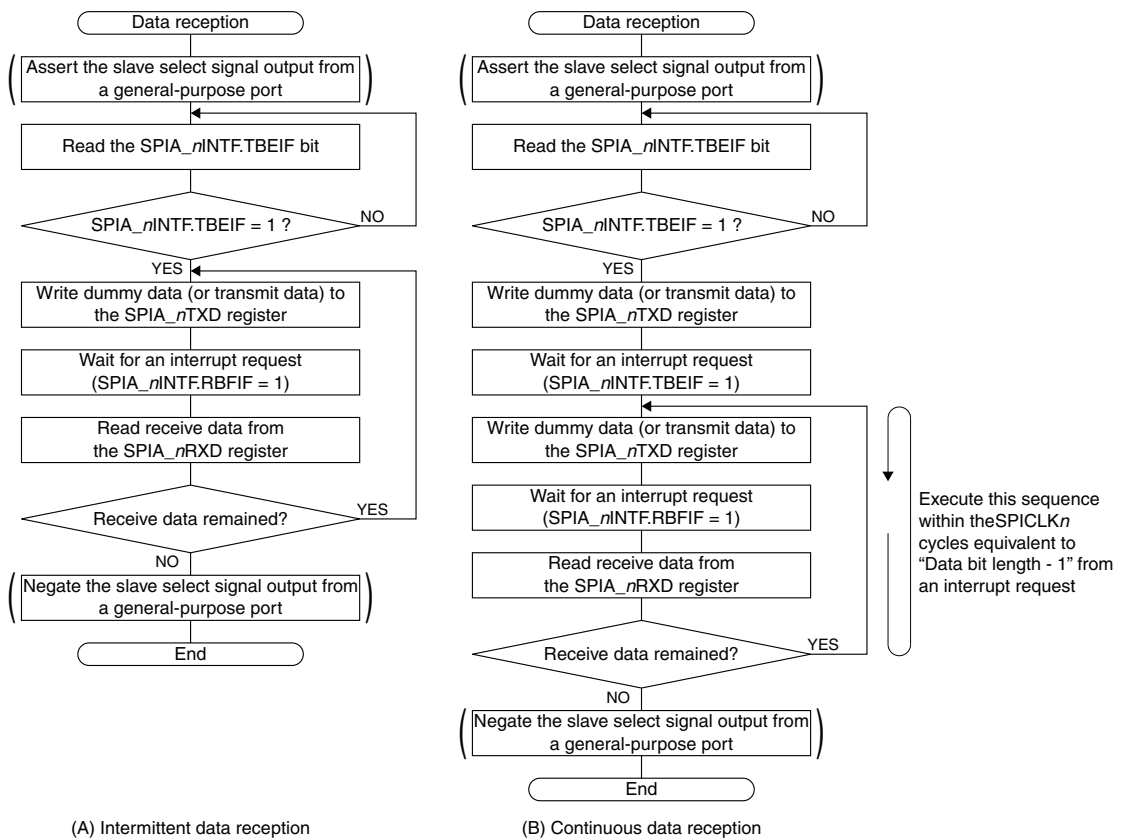 Data reception
Assert the slave select signal output from
a general-purpose port
Read the SPIA_nINTF.TBEIF bit
SPIA_nINTF.TBEIF = 1 ?
NO
YES
Write dummy data (or transmit data) to
the SPIA_nTXD register
Wait for an interrupt request
(SPIA_nINTF.RBFIF = 1)
Read receive data from
the SPIA_nRXD register
Receive data remained?
YES
NO
Negate the slave select signal output from
a general-purpose port
End
(A) Intermittent data reception
Data reception
Assert the slave select signal output from
a general-purpose port
Read the SPIA_nINTF.TBEIF bit
SPIA_nINTF.TBEIF = 1 ?
NO
YES
Write dummy data (or transmit data) to
the SPIA_nTXD register
Wait for an interrupt request
(SPIA_nINTF.TBEIF = 1)
Write dummy data (or transmit data) to
the SPIA_nTXD register
Wait for an interrupt request
(SPIA_nINTF.RBFIF = 1)
Read receive data from
the SPIA_nRXD register
Receive data remained?
YES
NO
Negate the slave select signal output from
a general-purpose port
End
Execute this sequence
within theSPICLKn
cycles equivalent to
“Data bit length - 1” from
an interrupt request
(B) Continuous data reception